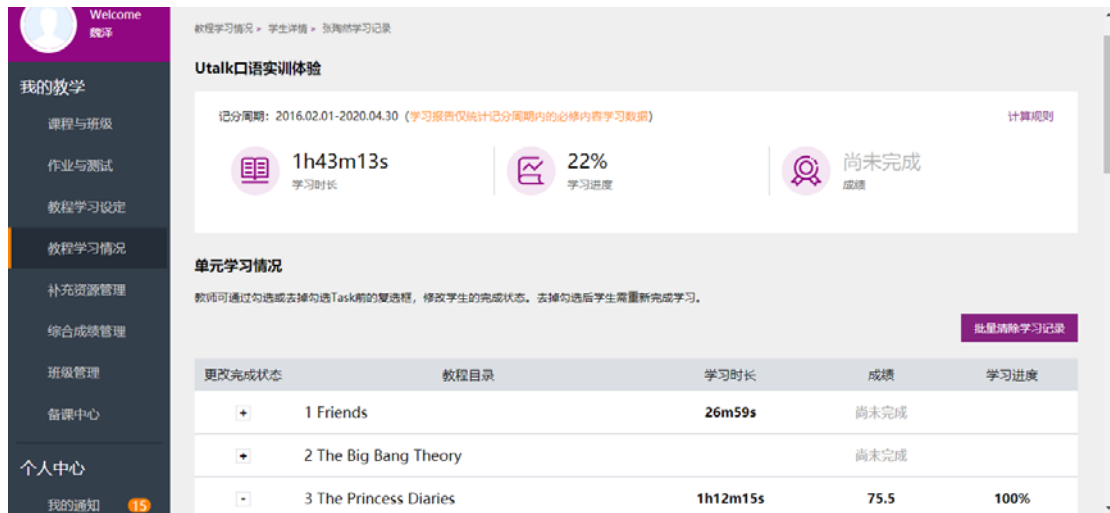 Welcome
魏泽
我的教学
课程与班级
作业与测试
教程学习设定
教程学习情况
补充资源管理
综合成绩管理
班级管理
备课中心
个人中心
我的通知 15
教程学习情况 > 学生详情 > 张陶然学习记录
Utalk口语实训体验
记分周期：2016.02.01-2020.04.30（学习报告仅统计记分周期内的必修内容学习数据） 计算规则
1h43m13s 22% 尚未完成
学习时长 学习进度 成绩
单元学习情况
教师可通过勾选或去掉勾选Task前的复选框，修改学生的完成状态。去掉勾选后学生需重新完成学习。
批量清除学习记录
更改完成状态 教程目录 学习时长 成绩 学习进度
+ 1 Friends 26m59s 尚未完成
+ 2 The Big Bang Theory 尚未完成
- 3 The Princess Diaries 1h12m15s 75.5 100%